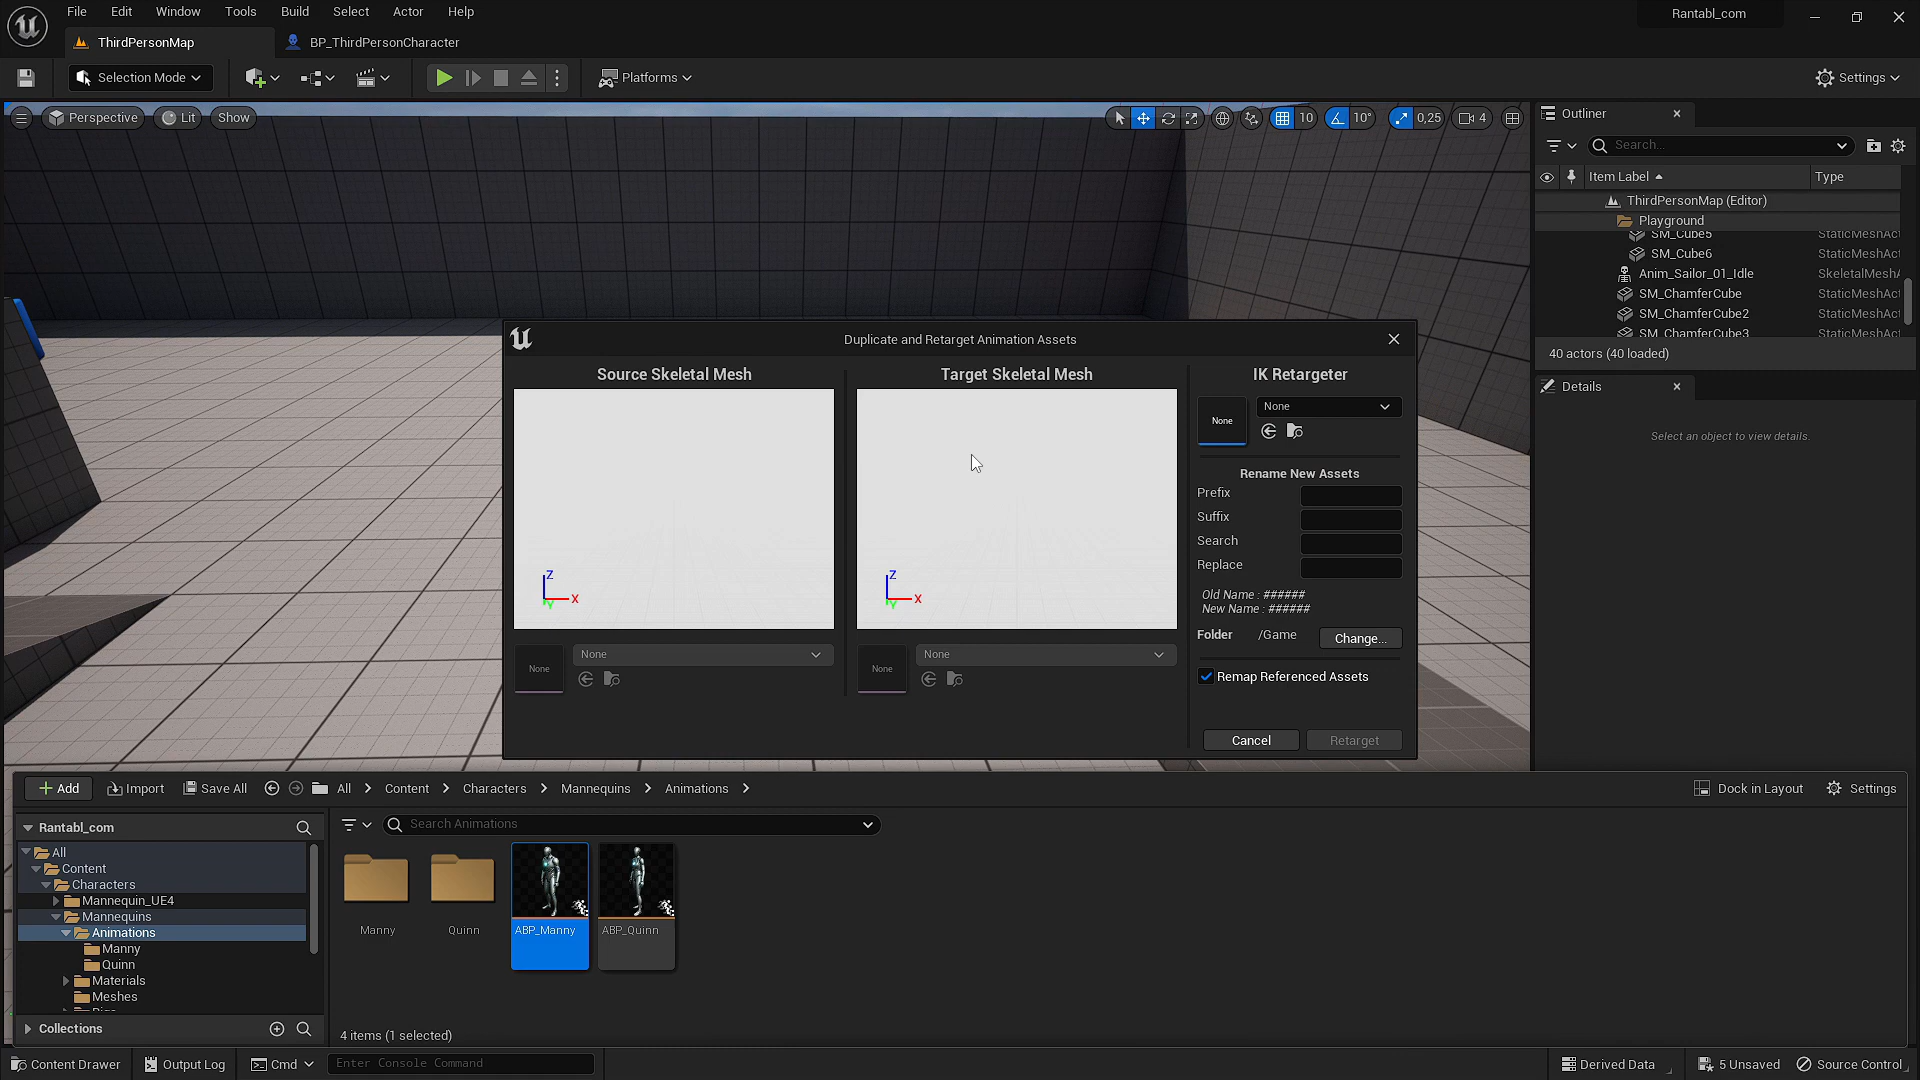 File Edit Window Tools Build Select Actor Help
Rantabl_com
ThirdPersonMap
BP_ThirdPersonCharacter
Selection Mode
Platforms
Settings
Perspective
Lit
Show
10
10°
0,25
4
Outliner
Search...
Item Label
Type
ThirdPersonMap (Editor)
Playground
SM_Cube5 StaticMeshAct
SM_Cube6 StaticMeshAct
Anim_Sailor_01_Idle SkeletalMeshA
SM_ChamferCube StaticMeshAct
SM_ChamferCube2 StaticMeshAct
SM_ChamferCube3 StaticMeshAct
40 actors (40 loaded)
Details
Select an object to view details.
Duplicate and Retarget Animation Assets
Source Skeletal Mesh
Z
X
Y
None
None
Target Skeletal Mesh
Z
X
Y
None
None
IK Retargeter
None
None
Rename New Assets
Prefix
Suffix
Search
Replace
Old Name : ######
New Name : ######
Folder /Game Change...
Remap Referenced Assets
Cancel Retarget
Add Import Save All All Content Characters Mannequins Animations
Dock in Layout Settings
Rantabl_com
All
Content
Characters
Mannequin_UE4
Mannequins
Animations
Manny
Quinn
Materials
Meshes
Collections
Search Animations
Manny
Quinn
ABP_Manny
ABP_Quinn
4 items (1 selected)
Content Drawer Output Log Cmd Enter Console Command
Derived Data 5 Unsaved Source Control